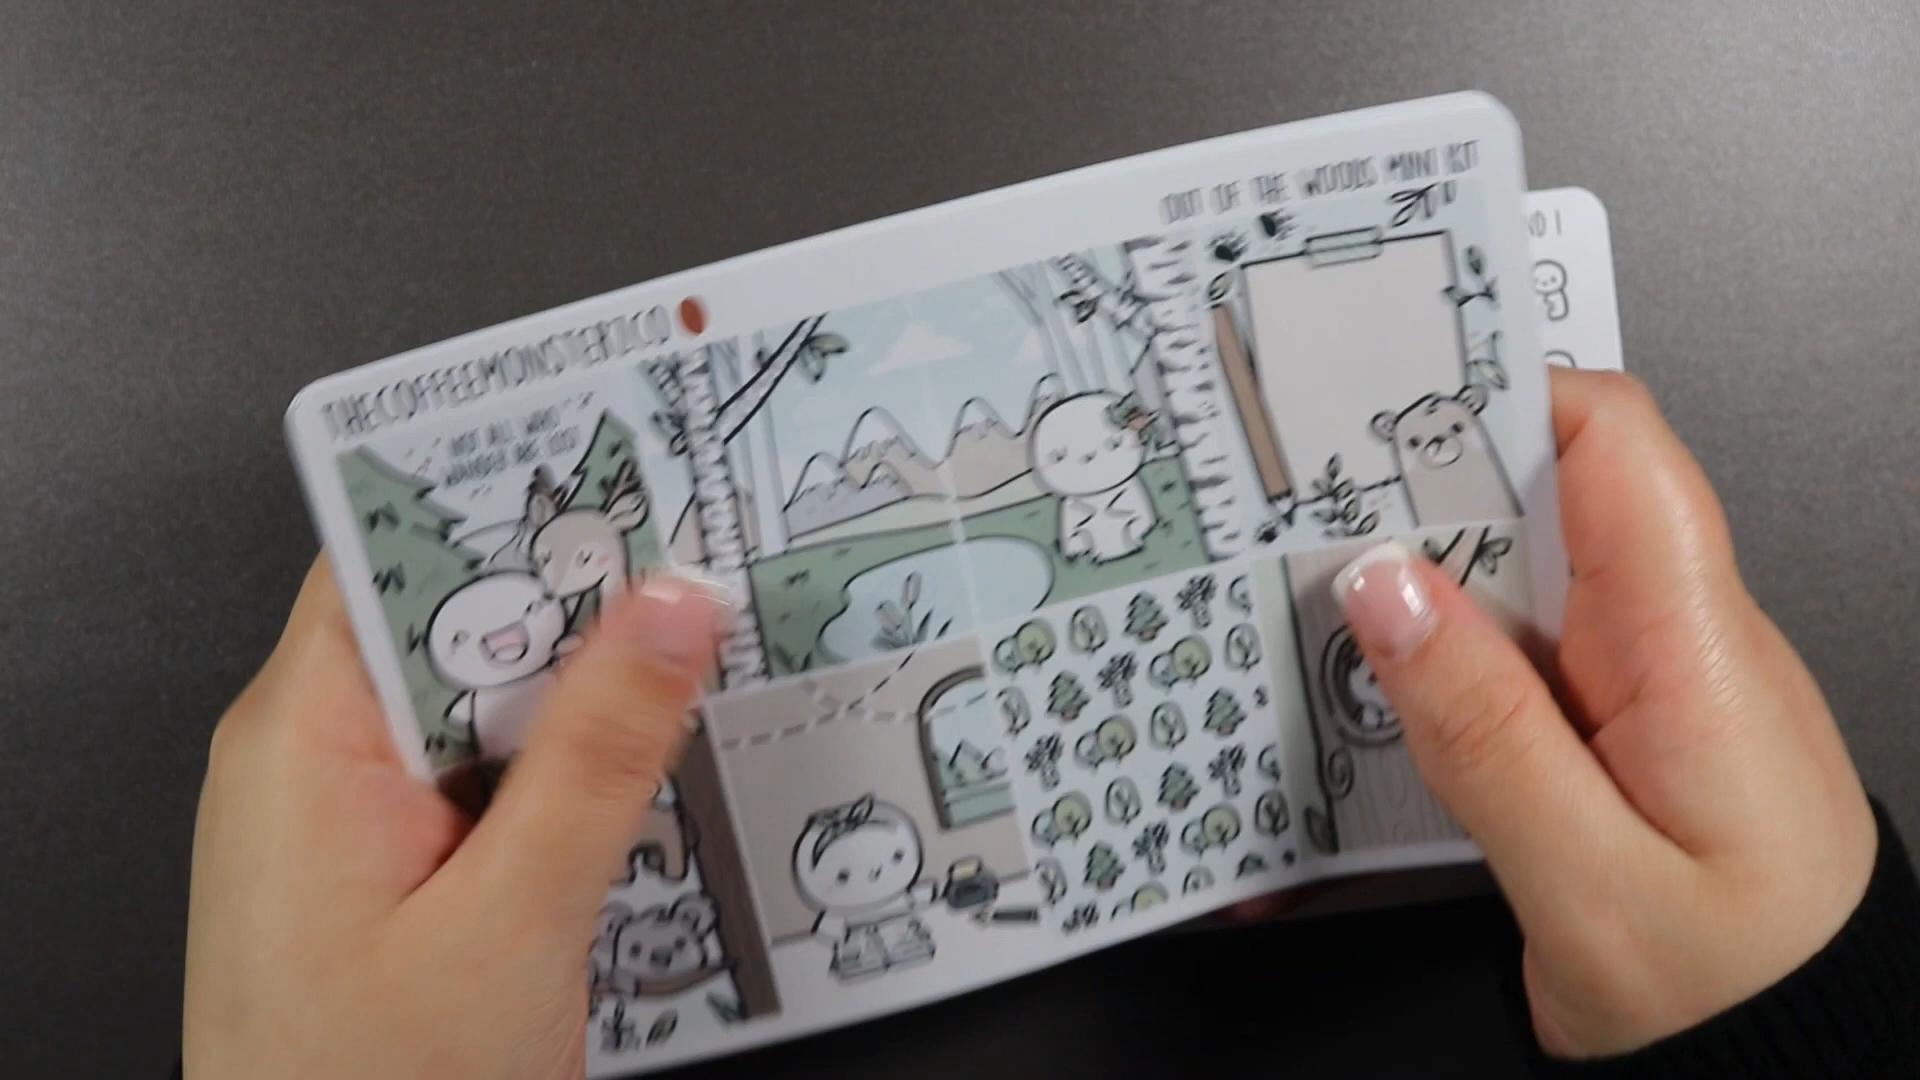 THECOFFEEMONSTERZCO
OUT OF THE WOODS MINI KIT
NOT ALL WHO
WANDER ARE LOST